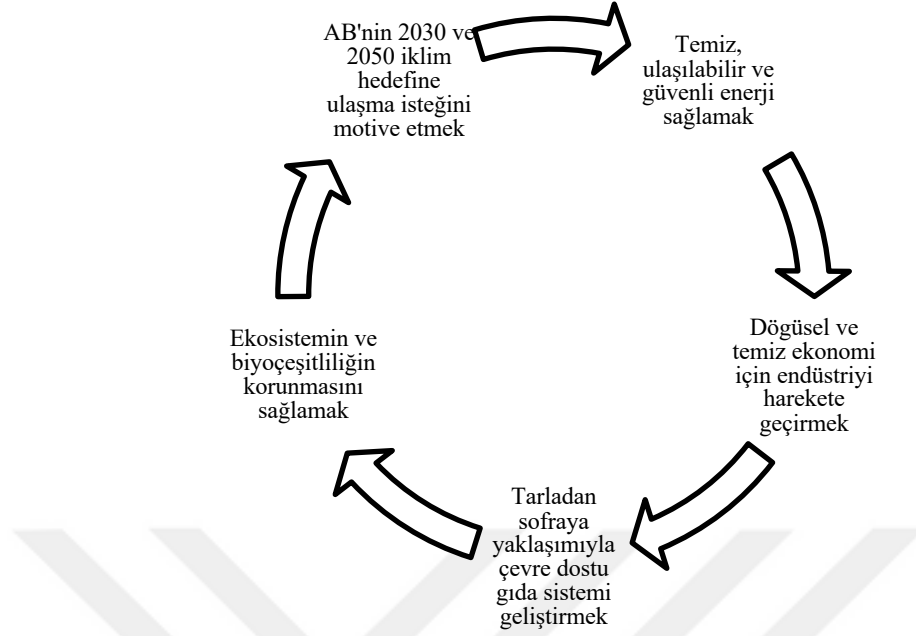 AB'nin 2030 ve
2050 iklim
hedefine
ulaşma isteğini
motive etmek
Temiz,
ulaşılabilir ve
güvenli enerji
sağlamak
Dögüsel ve
temiz ekonomi
için endüstriyi
harekete
geçirmek
Tarladan
sofraya
yaklaşımıyla
çevre dostu
gıda sistemi
geliştirmek
Ekosistemin ve
biyoçeşitliliğin
korunmasını
sağlamak